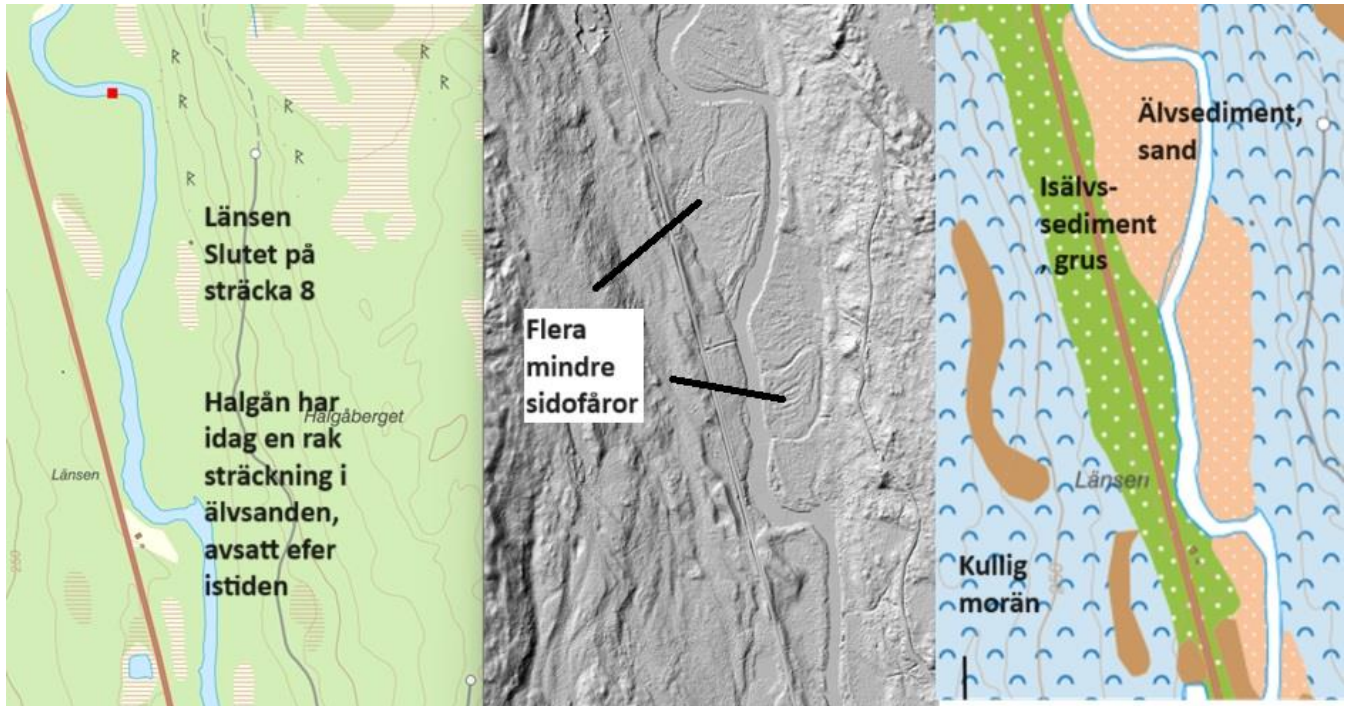 R
R
R
R
R
R
R
Länsen
Slutet på
sträcka 8
Halgån har
idag en rak
sträckning i
älvsanden,
avsatt efer
istiden
Halgåberget
Länsen
250
Flera
mindre
sidofåror
Älvsediment,
sand
Isälvs-
sediment
, grus
Länsen
Kullig
morän